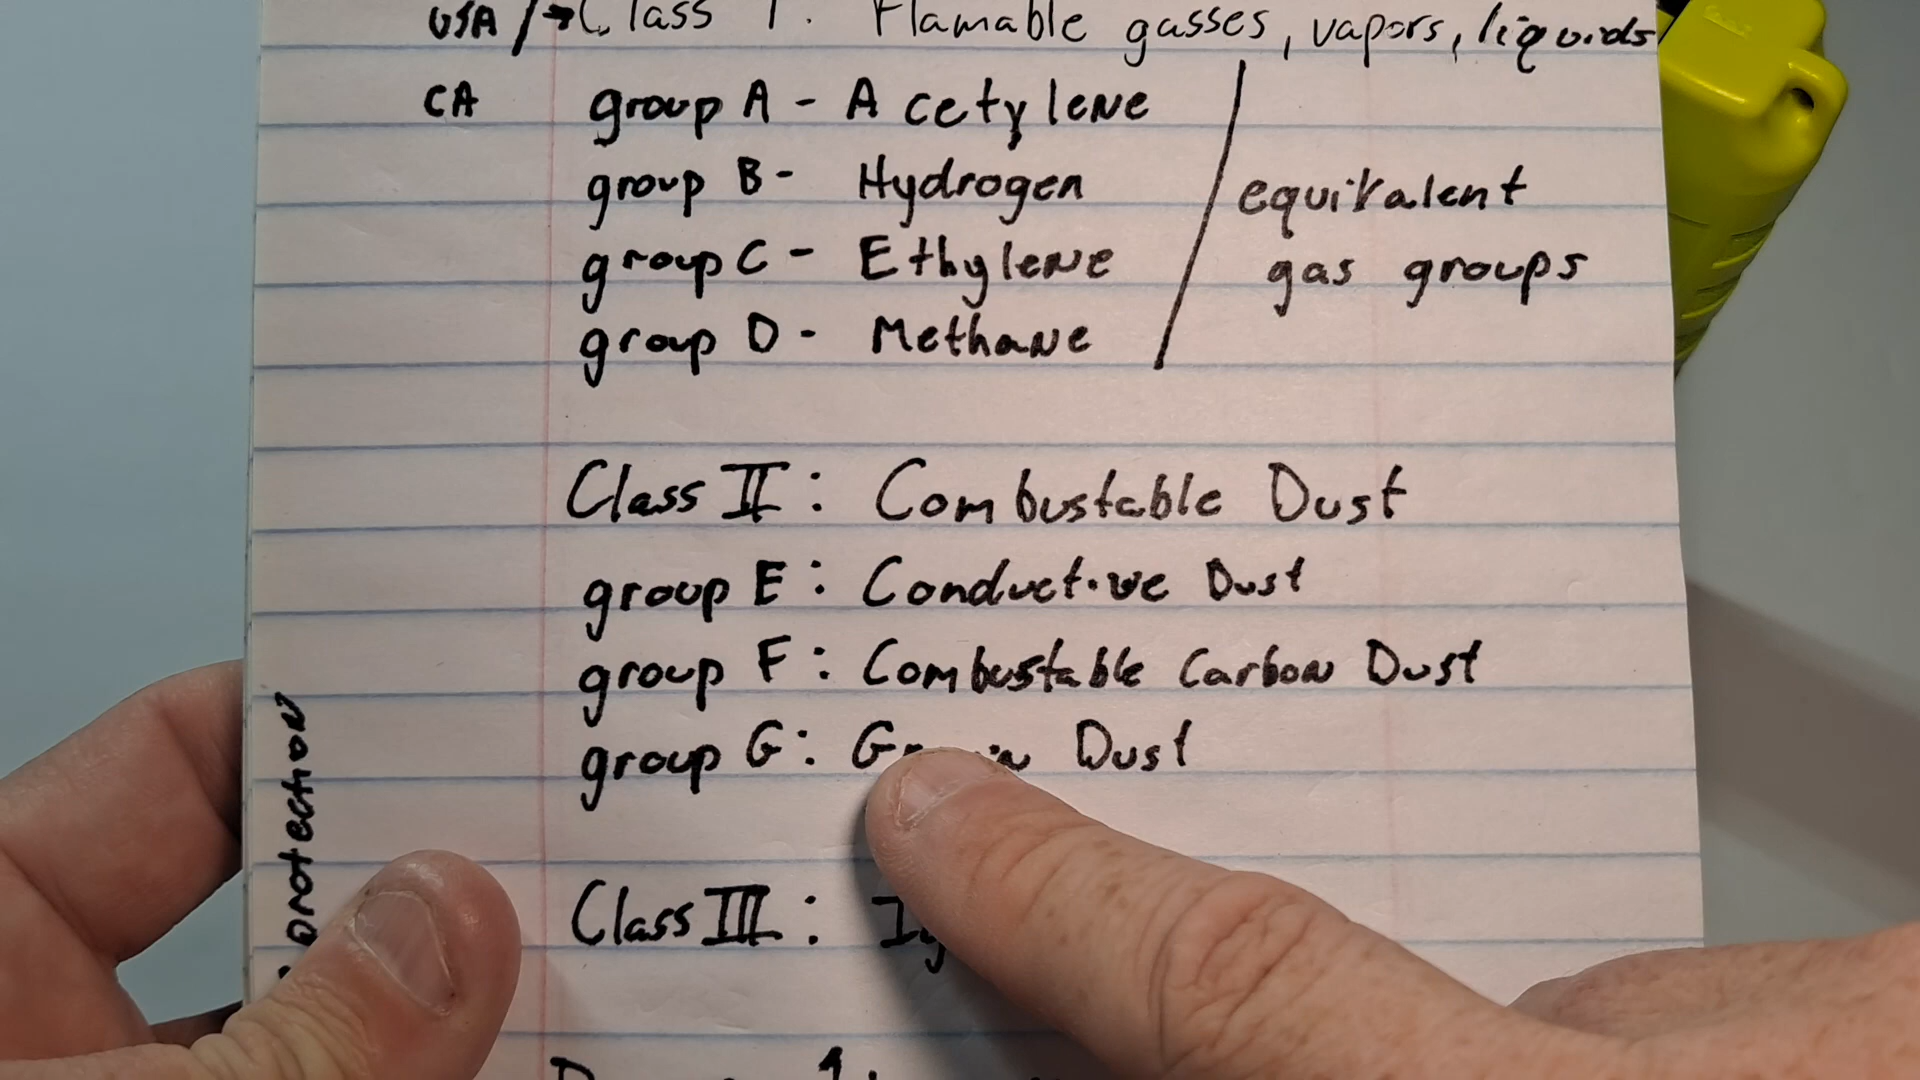 USA / → Class I: Flamable gasses, vapors, liquids
CA group A - Acetylene
group B - Hydrogen
equivalent
group C - Ethylene
gas groups
group D - Methane
Class II: Combustable Dust
group E: Conductive Dust
group F: Combustable Carbon Dust
group G: Dust
Class III:
protection